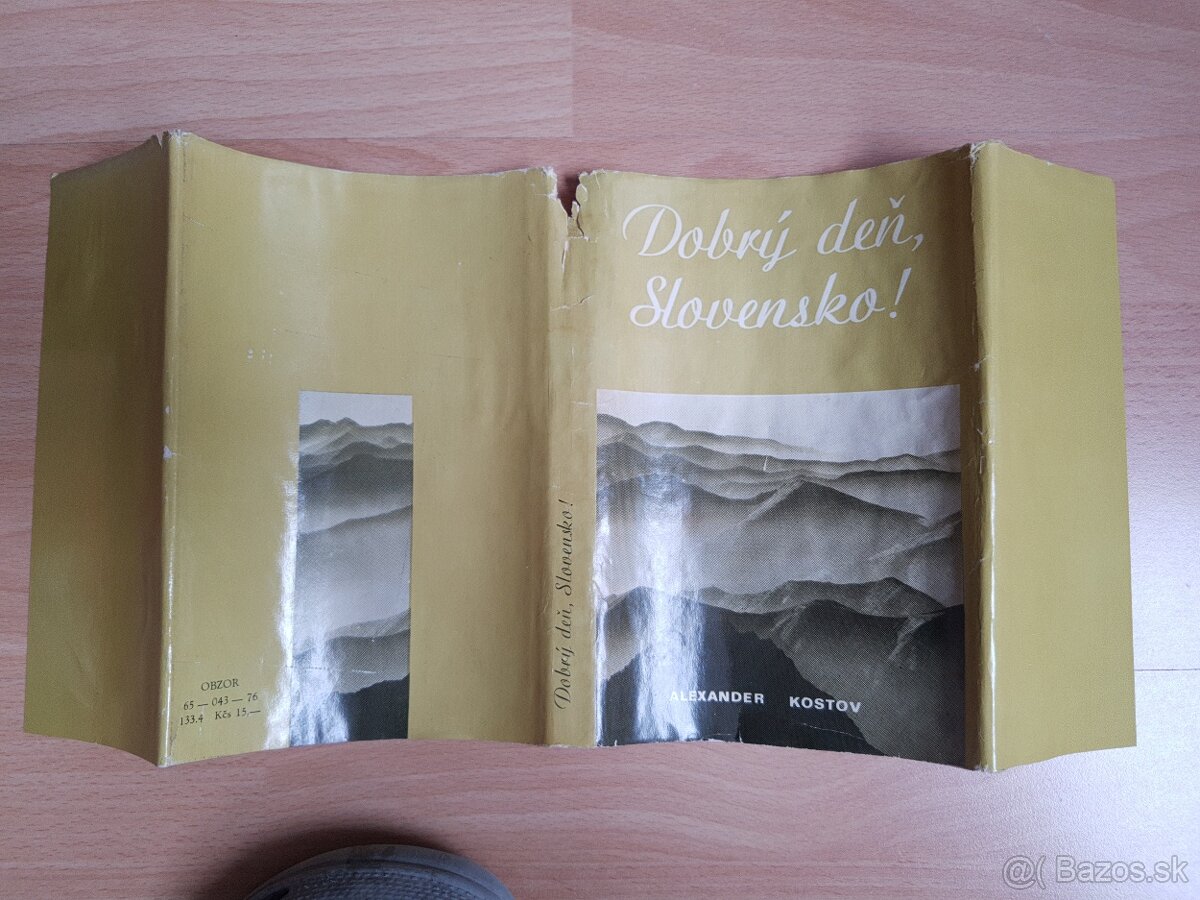 Dobrý deň,
Slovensko!
ALEXANDER KOSTOV
Dobrý deň, Slovensko!
OBZOR
65 — 043 — 76
133.4 Kčs 15,—
@( Bazos.sk